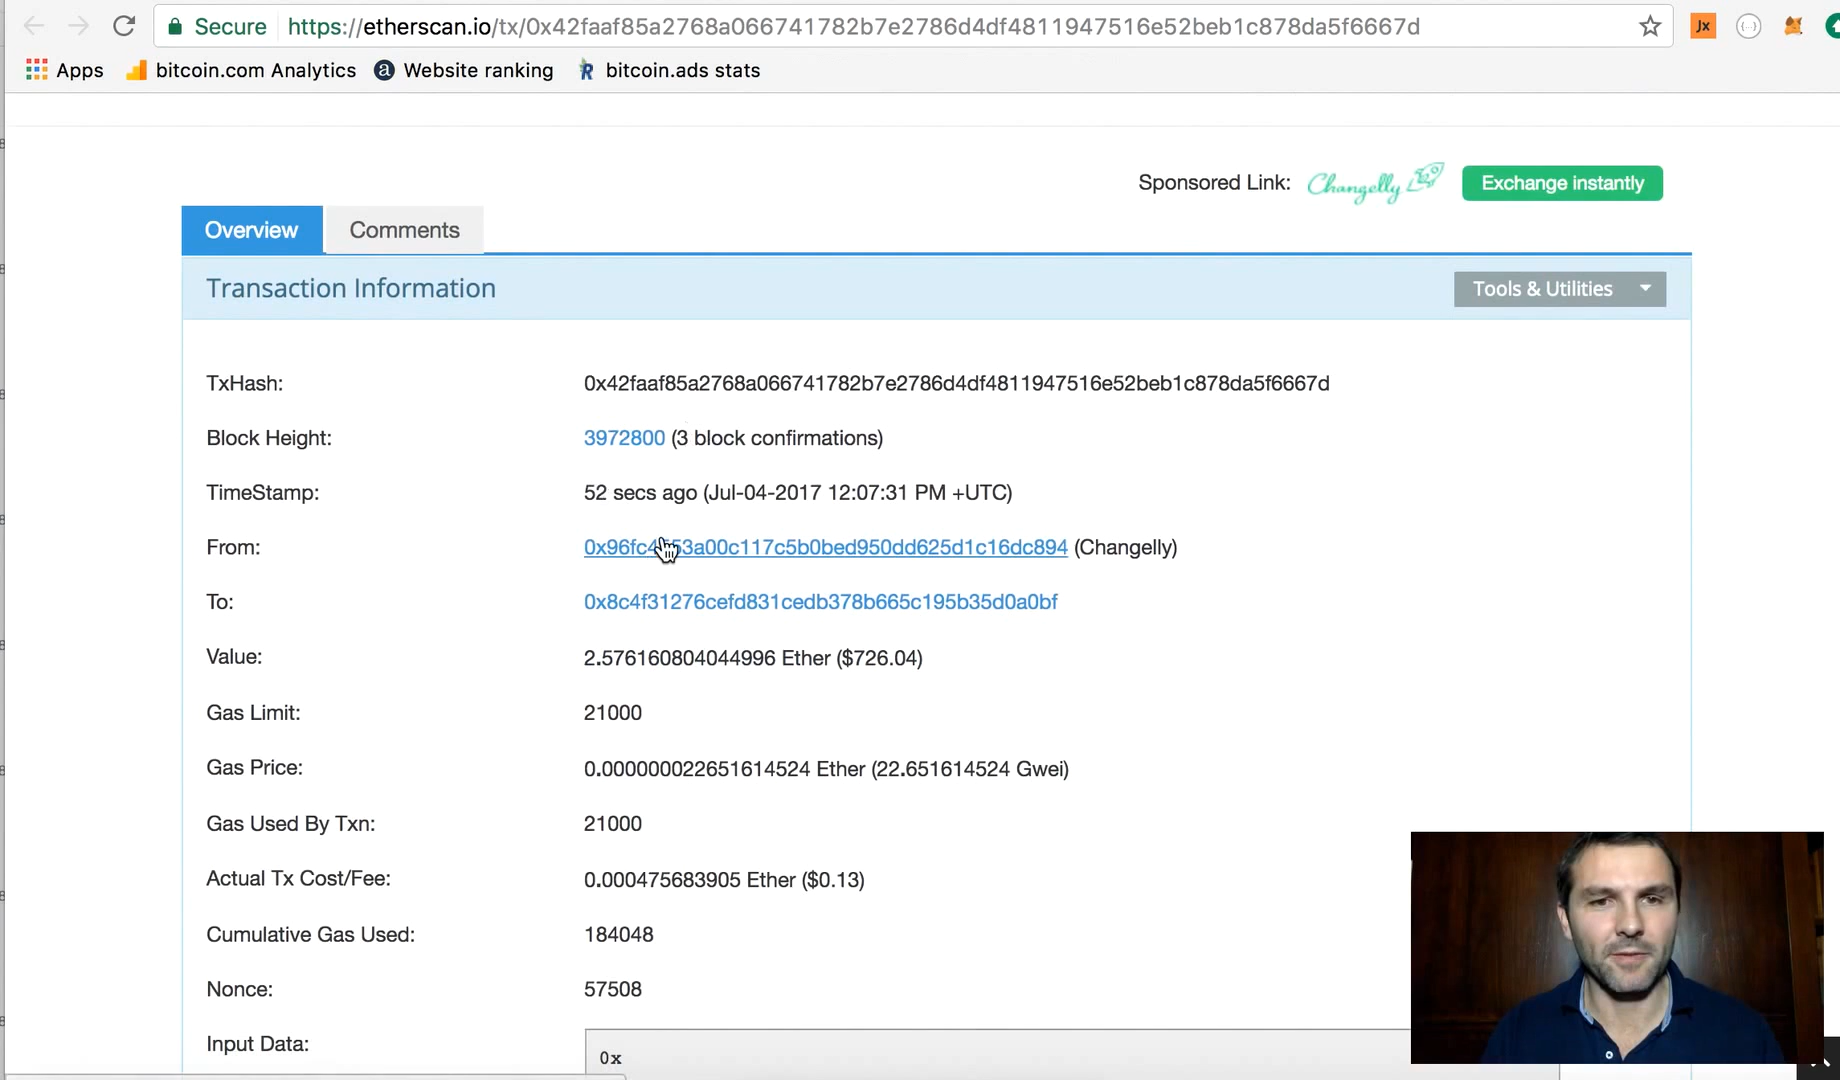 Secure https://etherscan.io/tx/0x42faaf85a2768a066741782b7e2786d4df4811947516e52beb1c878da5f6667d Jx
Apps bitcoin.com Analytics a Website ranking R bitcoin.ads stats
Sponsored Link: Changelly Exchange instantly
Overview Comments
Transaction Information Tools & Utilities
TxHash: 0x42faaf85a2768a066741782b7e2786d4df4811947516e52beb1c878da5f6667d
Block Height: 3972800 (3 block confirmations)
TimeStamp: 52 secs ago (Jul-04-2017 12:07:31 PM +UTC)
From: 53a00c117c5b0bed950dd625d1c16dc894 (Changelly)
To: 0x8c4f31276cefd831cedb378b665c195b35d0a0bf
Value: 2.576160804044996 Ether ($726.04)
Gas Limit: 21000
Gas Price: 0.000000022651614524 Ether (22.651614524 Gwei)
Gas Used By Txn: 21000
Actual Tx Cost/Fee: 0.000475683905 Ether ($0.13)
Cumulative Gas Used: 184048
Nonce: 57508
Input Data: 0x